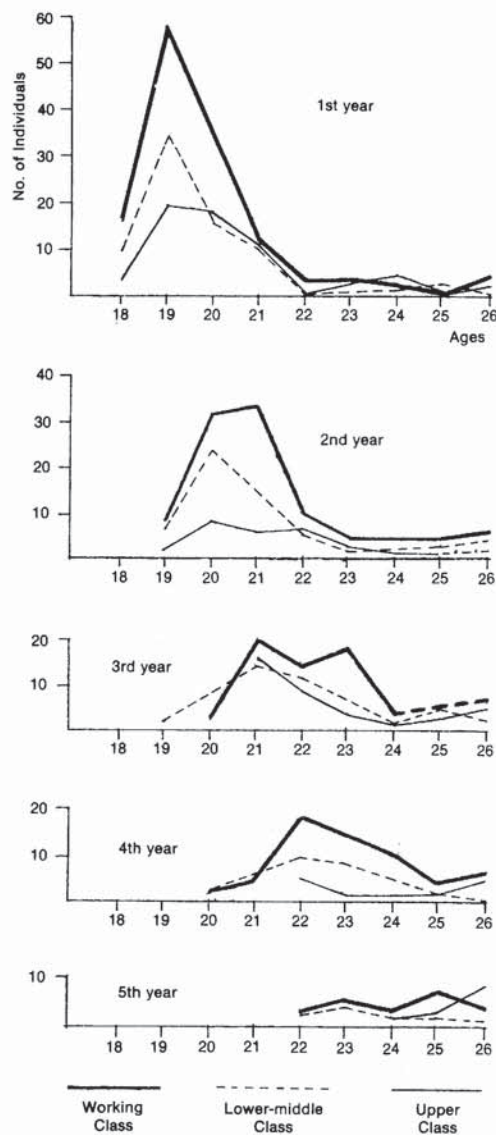 No. of Individuals
60
50
40
30
20
10
1st year
18 19 20 21 22 23 24 25 26
Ages
40
30
20
10
2nd year
18 19 20 21 22 23 24 25 26
20
10
3rd year
18 19 20 21 22 23 24 25 26
20
10
4th year
18 19 20 21 22 23 24 25 26
10
5th year
18 19 20 21 22 23 24 25 26
Working
Class
Lower-middle
Class
Upper
Class